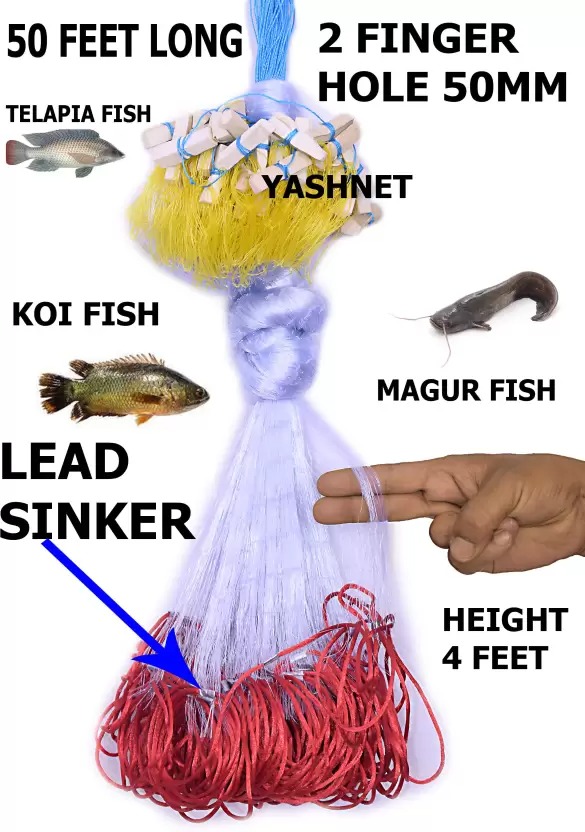 50 FEET LONG
2 FINGER
HOLE 50MM
TELAPIA FISH
YASHNET
KOI FISH
MAGUR FISH
LEAD
SINKER
HEIGHT
4 FEET